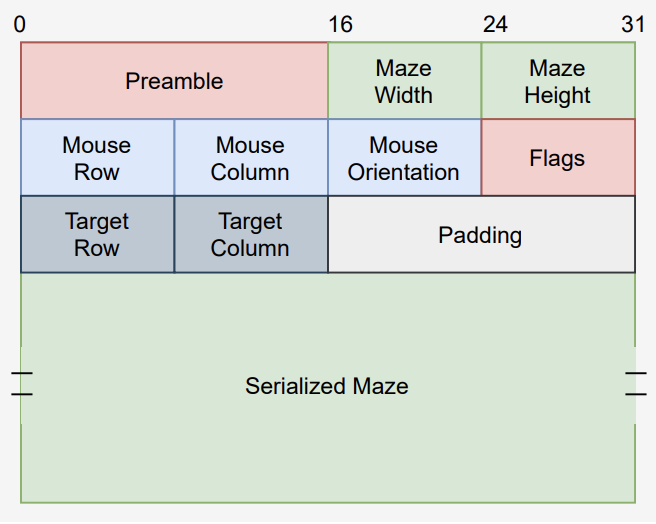 0 16 24 31
Preamble
Maze
Width
Maze
Height
Mouse
Row
Mouse
Column
Mouse
Orientation
Flags
Target
Row
Target
Column
Padding
Serialized Maze